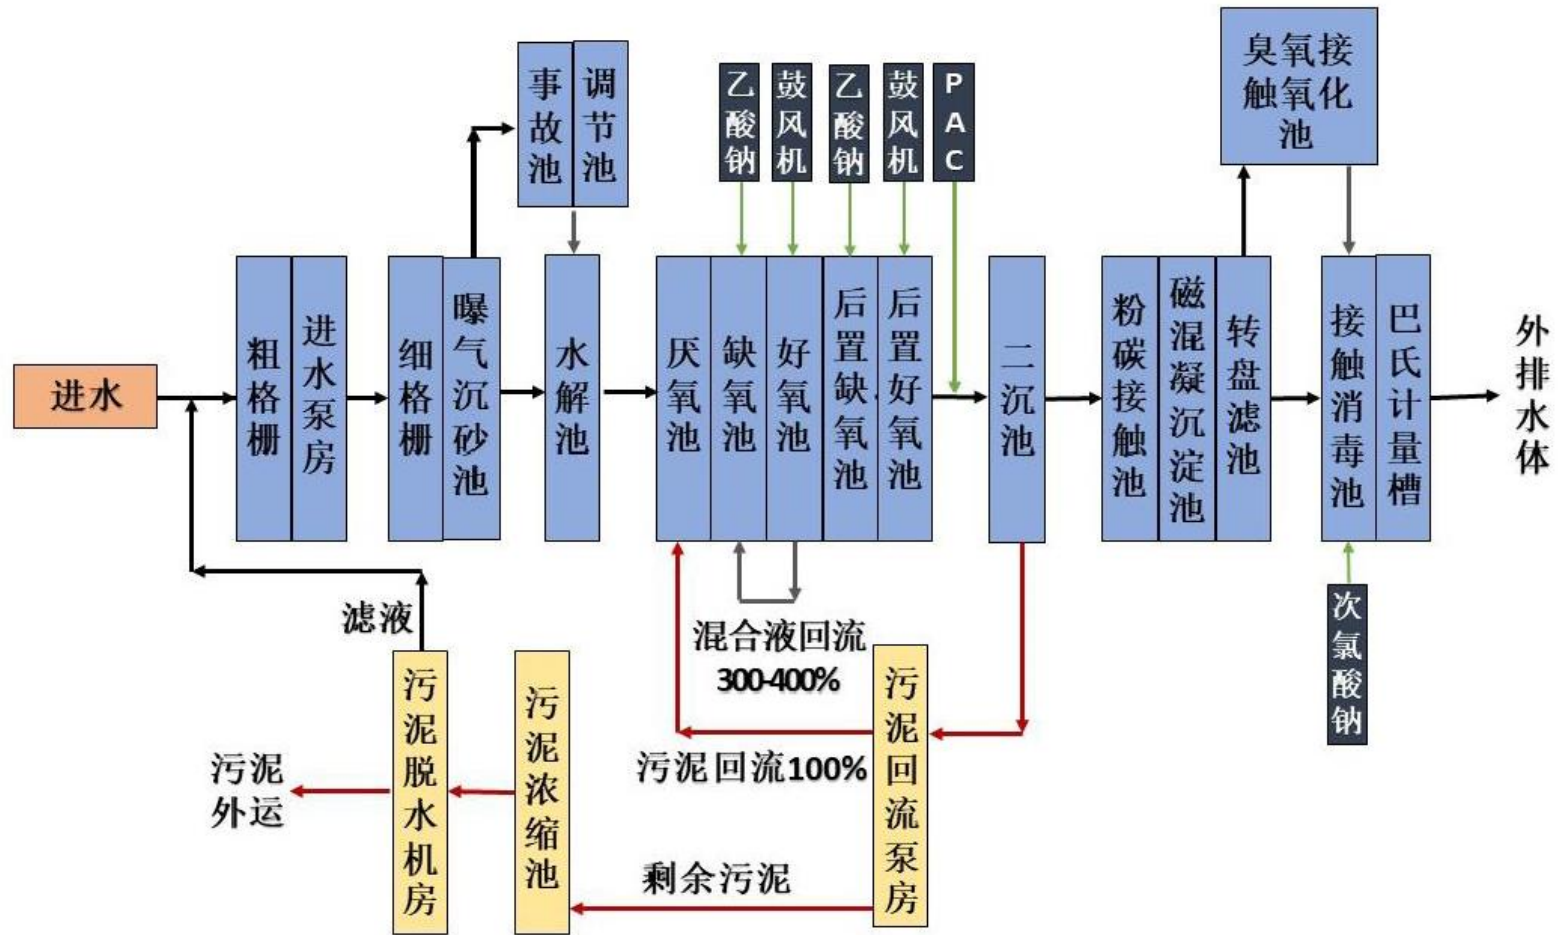 事故池
调节池
乙酸钠
鼓风机
乙酸钠
鼓风机
PAC
臭氧接
触氧化
池
进水
粗格栅
进水泵房
细格栅
曝气沉砂池
水解池
厌氧池
缺氧池
好氧池
后置缺氧池
后置好氧池
二沉池
粉碳接触池
磁混凝沉淀池
转盘滤池
接触消毒池
巴氏计量槽
外排水体
滤液
混合液回流
300-400%
次氯酸钠
污泥回流100%
污泥
外运
污泥脱水机房
污泥浓缩池
污泥回流泵房
剩余污泥